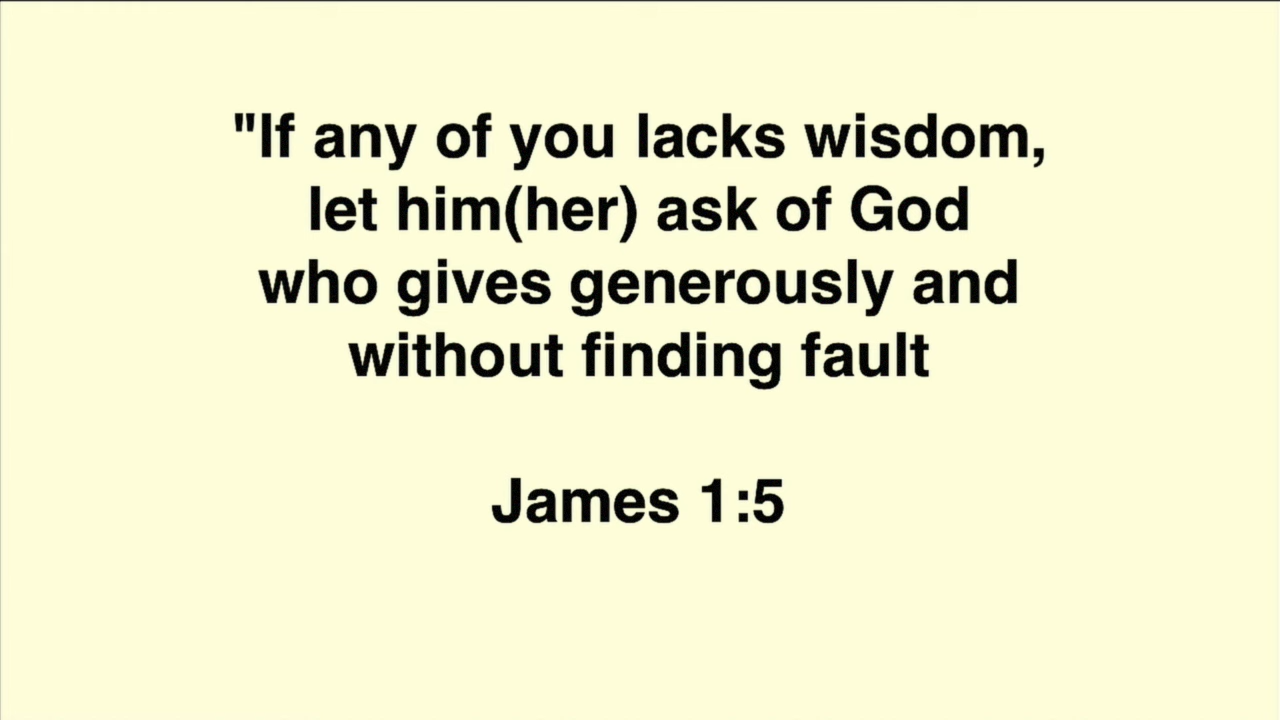 "If any of you lacks wisdom,
let him(her) ask of God
who gives generously and
without finding fault
James 1:5